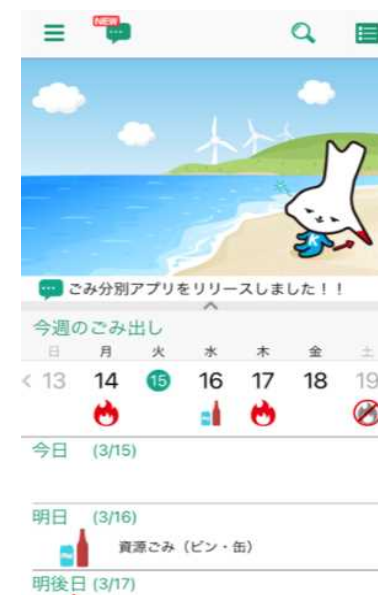 NEW
ごみ分別アプリをリリースしました！！
今週のごみ出し
日 月 火 水 木 金 土
< 13 14 15 16 17 18 19
今日 (3/15)
明日 (3/16)
資源ごみ（ビン・缶）
明後日 (3/17)